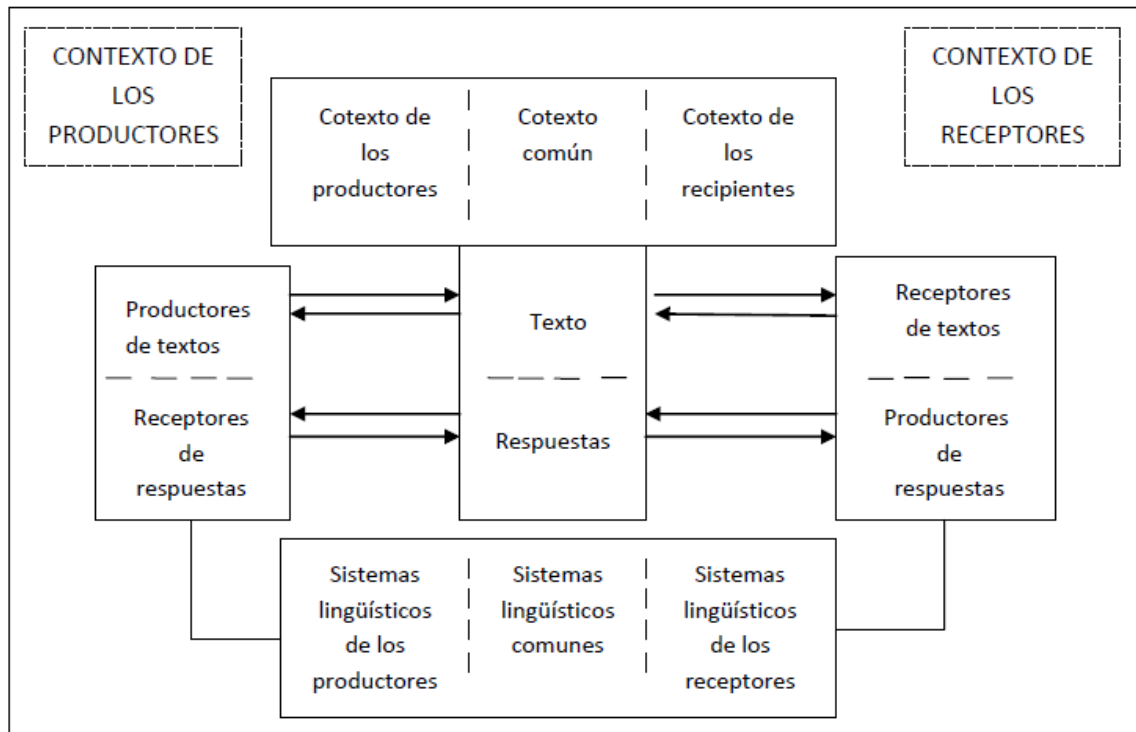 CONTEXTO DE
LOS
PRODUCTORES
CONTEXTO DE
LOS
RECEPTORES
Cotexto de
los
productores
Cotexto
común
Cotexto de
los
recipientes
Productores
de textos
Receptores
de
respuestas
Texto
Respuestas
Receptores
de textos
Productores
de
respuestas
Sistemas
lingüísticos
de los
productores
Sistemas
lingüísticos
comunes
Sistemas
lingüísticos
de los
receptores